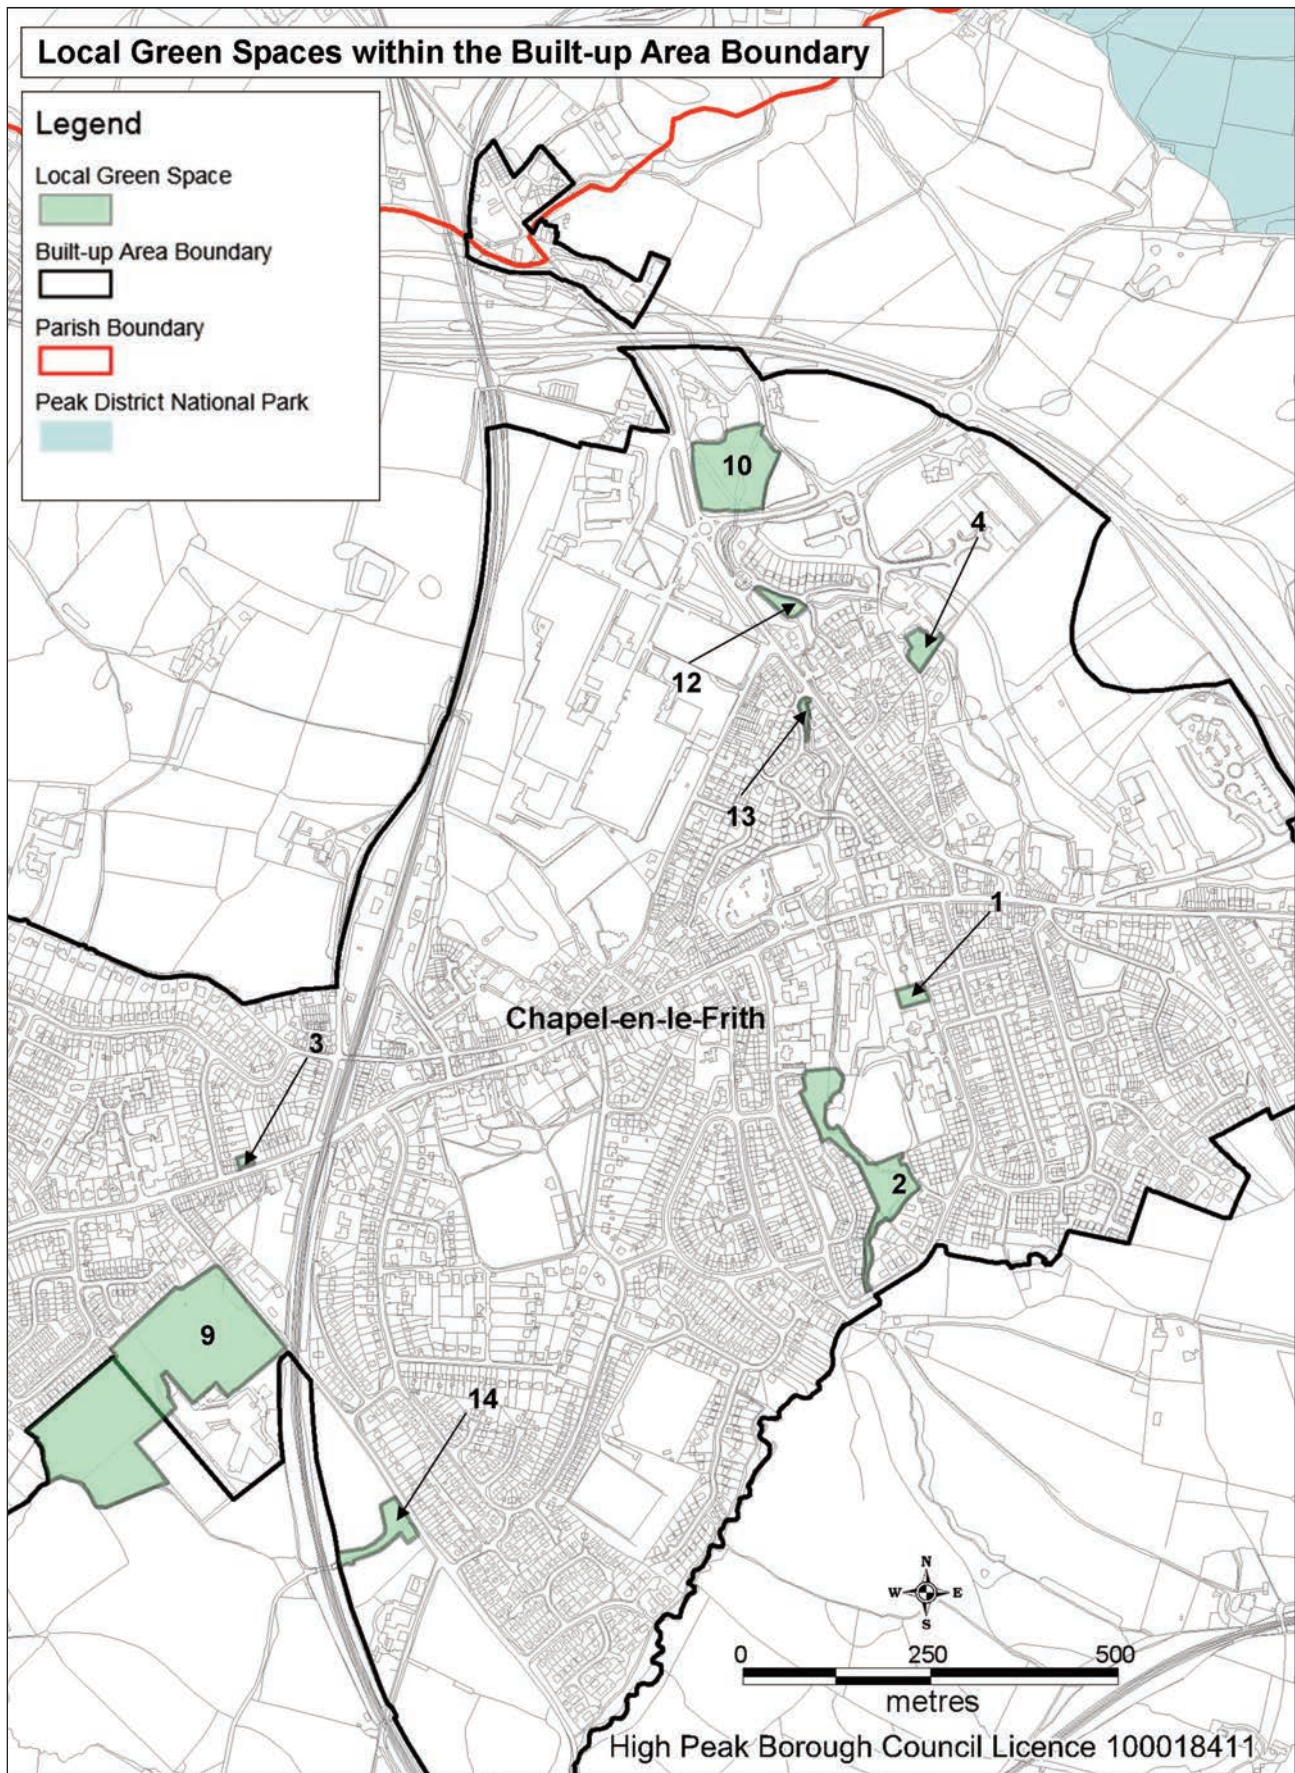 Local Green Spaces within the Built-up Area Boundary
Legend
Local Green Space
Built-up Area Boundary
Parish Boundary
Peak District National Park
10
4
12
13
1
Chapel-en-le-Frith
3
2
9
14
N
W E
S
0 250 500
metres
High Peak Borough Council Licence 100018411